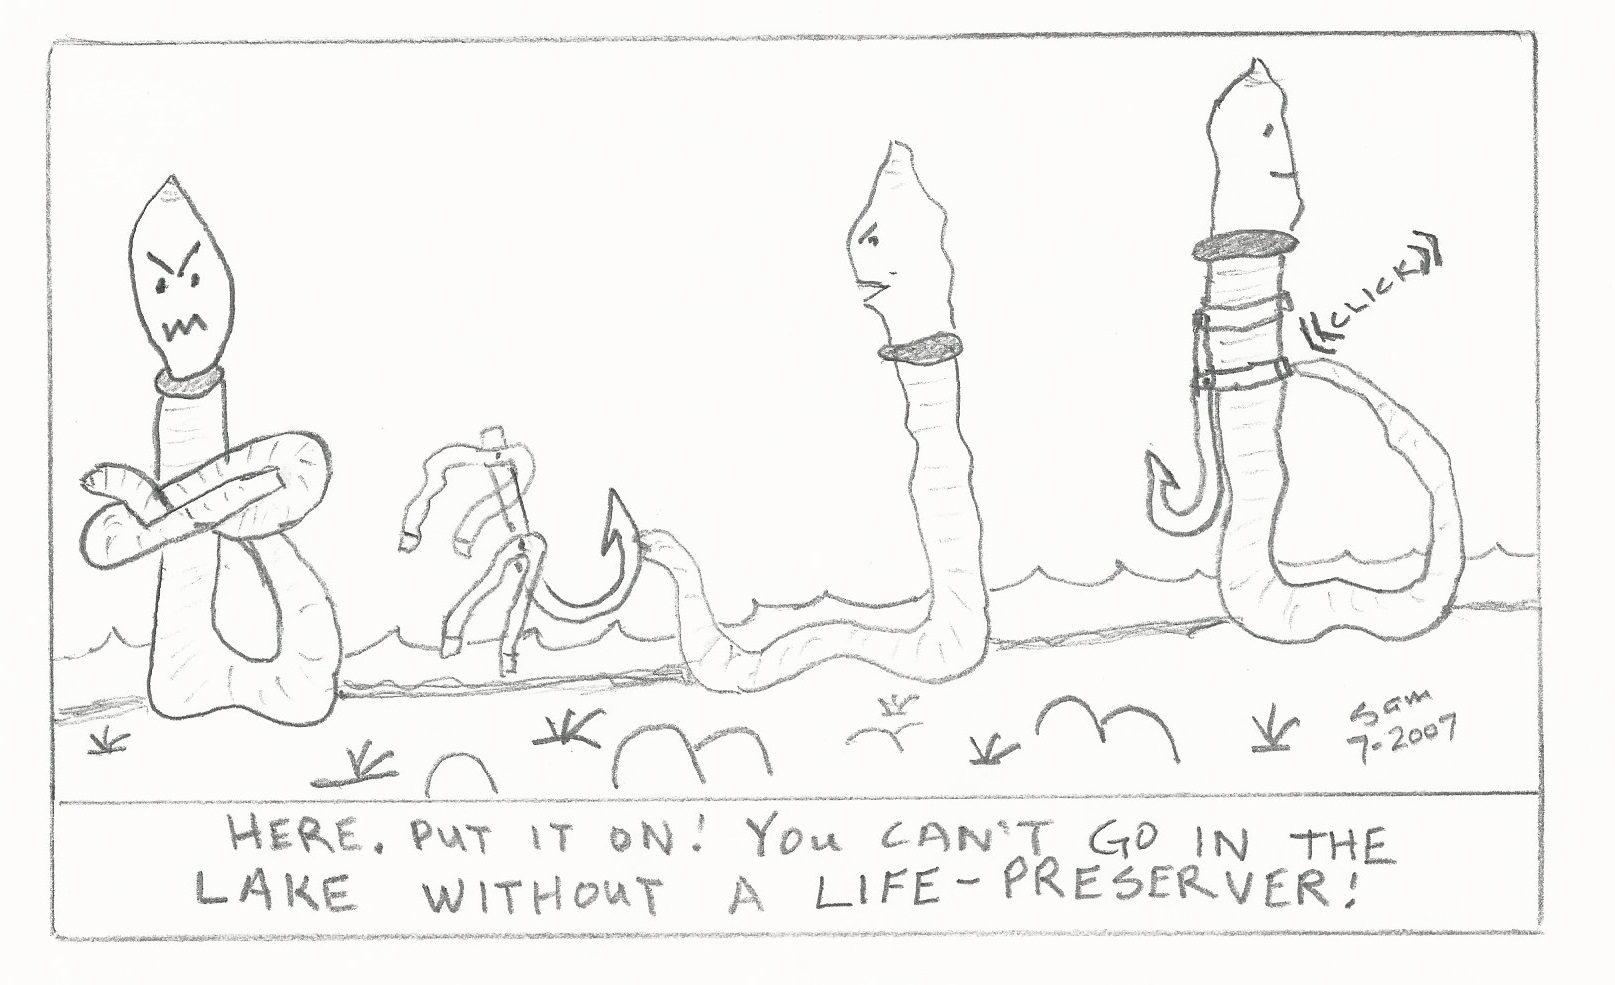 CLICK
Sam
7-2007
HERE. PUT IT ON! YOU CAN'T GO IN THE
LAKE WITHOUT A LIFE-PRESERVER!